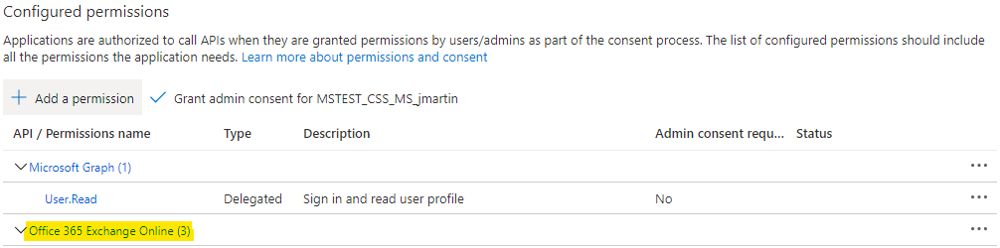 Configured permissions
Applications are authorized to call APIs when they are granted permissions by users/admins as part of the consent process. The list of configured permissions should include
all the permissions the application needs. Learn more about permissions and consent
+ Add a permission ✓ Grant admin consent for MSTEST_CSS_MS_jmartin
API / Permissions name Type Description Admin consent requ... Status
Microsoft Graph (1) ...
User.Read Delegated Sign in and read user profile No ...
Office 365 Exchange Online (3) ...